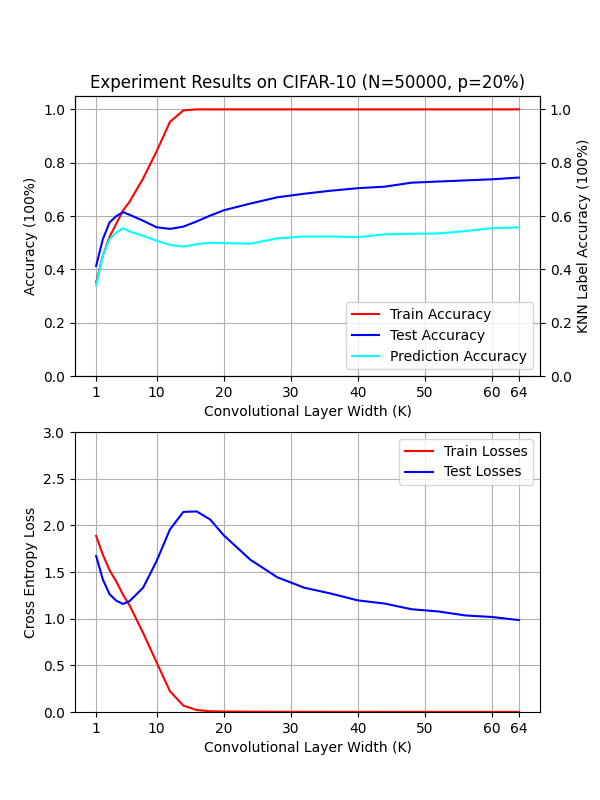 Experiment Results on CIFAR-10 (N=50000, p=20%)
1.0
0.8
0.6
0.4
0.2
0.0
Accuracy (100%)
1.0
0.8
0.6
0.4
0.2
0.0
KNN Label Accuracy (100%)
Train Accuracy
Test Accuracy
Prediction Accuracy
1 10 20 30 40 50 60 64
Convolutional Layer Width (K)
3.0
2.5
2.0
1.5
1.0
0.5
0.0
Cross Entropy Loss
Train Losses
Test Losses
1 10 20 30 40 50 60 64
Convolutional Layer Width (K)